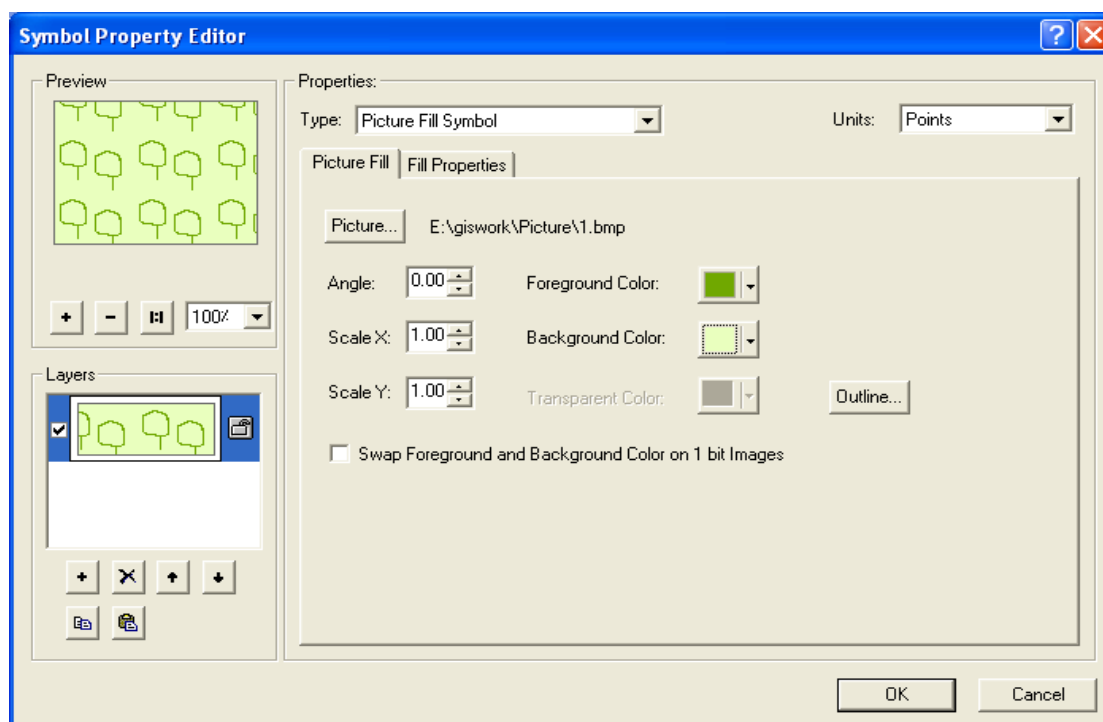 Symbol Property Editor
Preview
100%
Layers
Properties:
Type: Picture Fill Symbol
Units: Points
Picture Fill
Fill Properties
Picture... E:\giswork\Picture\1.bmp
Angle: 0.00 Foreground Color:
Scale X: 1.00 Background Color:
Scale Y: 1.00 Transparent Color: Outline...
Swap Foreground and Background Color on 1 bit Images
OK Cancel